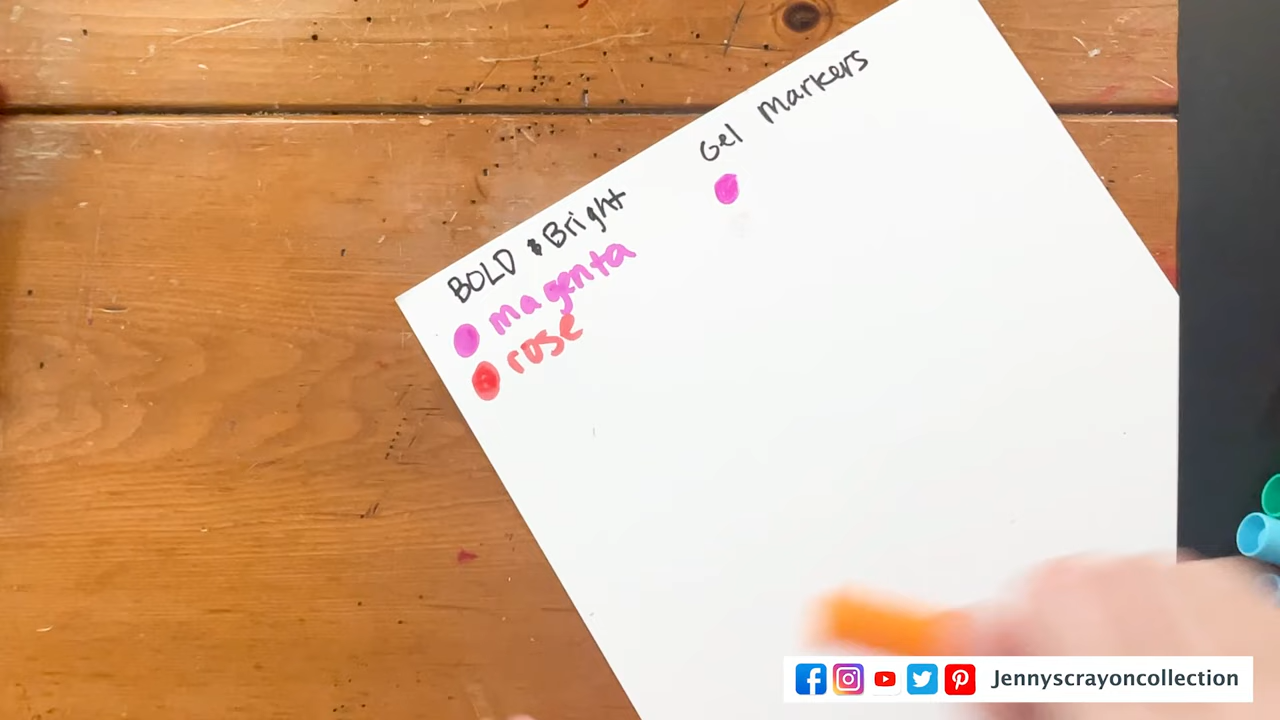 BOLD & Bright
magenta
rose
Gel Markers
Jennyscrayoncollection